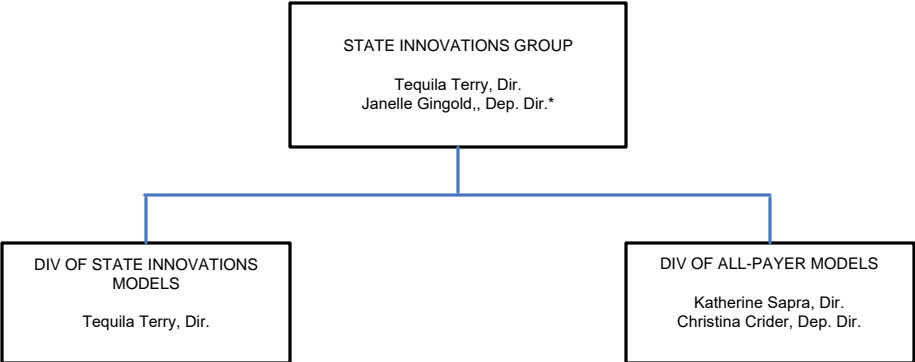 STATE INNOVATIONS GROUP
Tequila Terry, Dir.
Janelle Gingold,, Dep. Dir.*
DIV OF STATE INNOVATIONS
MODELS
Tequila Terry, Dir.
DIV OF ALL-PAYER MODELS
Katherine Sapra, Dir.
Christina Crider, Dep. Dir.